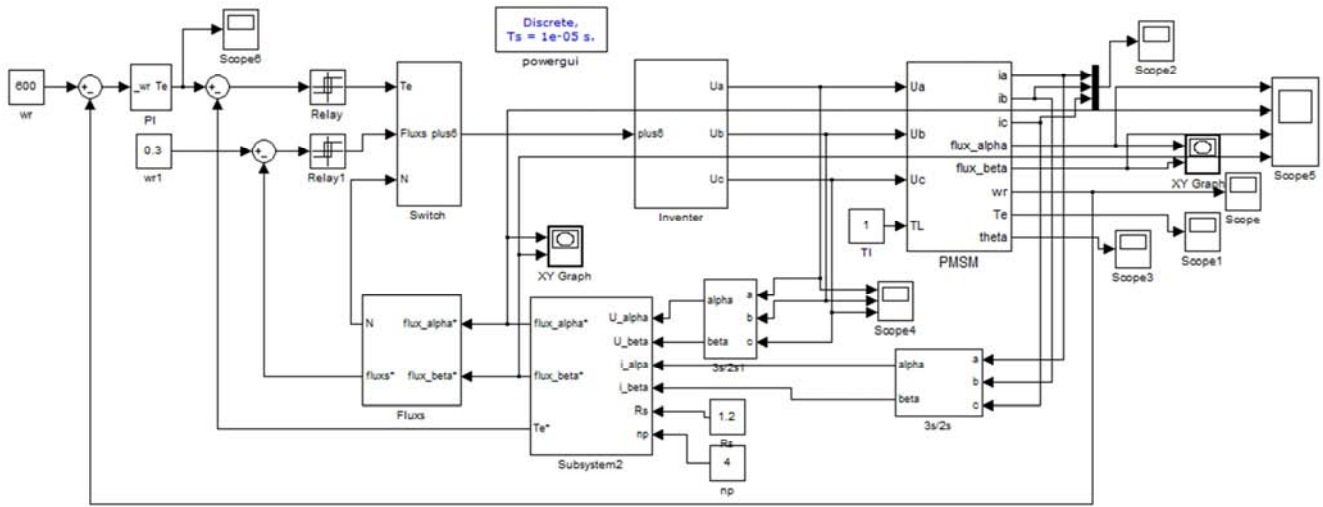 Discrete,
Ts = 1e-05 s.
powergui
Scope6
600
wr
_wr Te
PI
Relay
0.3
wr1
Relay1
Te
Fluxs plus6
N
Switch
plus6
Ua
Ub
Uc
Inventer
Ua
Ub
Uc
TL
ia
ib
ic
flux_alpha
flux_beta
wr
Te
theta
PMSM
1
Tl
Scope2
Scope5
XY Graph
Scope
Scope1
Scope3
XY Graph
N
flux_alpha*
fluxs*
flux_beta*
Fluxs
flux_alpha*
flux_beta*
Te*
U_alpha
U_beta
i_alpa
i_beta
Rs
np
Subsystem2
alpha
beta
a
b
c
3s/2s1
Scope4
alpha
beta
a
b
c
3s/2s
1.2
Rs
4
np